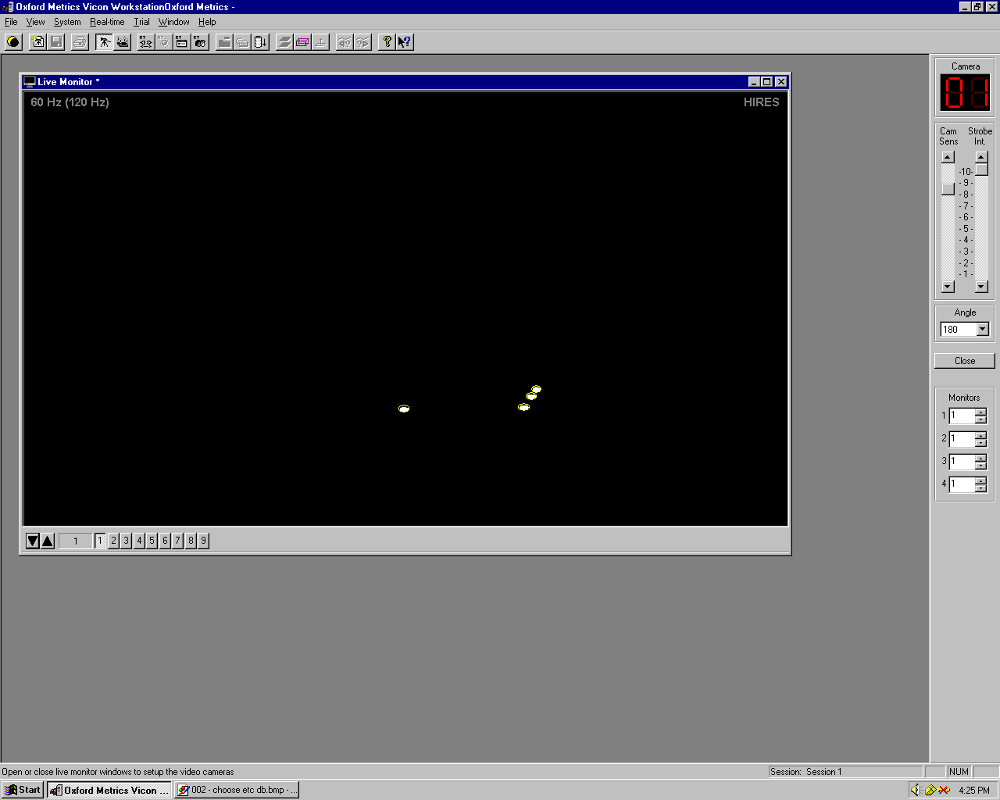 Oxford Metrics Vicon WorkstationOxford Metrics -
File View System Real-time Trial Window Help
RT RT RT RT
Live Monitor *
60 Hz (120 Hz) HIRES
1 1 2 3 4 5 6 7 8 9
Camera
01
Cam Sens Strobe Int.
-10-
- 9 -
- 8 -
- 7 -
- 6 -
- 5 -
- 4 -
- 3 -
- 2 -
- 1 -
Angle
180
Close
Monitors
1 1
2 1
3 1
4 1
Open or close live monitor windows to setup the video cameras Session: Session 1 NUM
Start Oxford Metrics Vicon ... 002 - choose etc db.bmp - ... 4:25 PM